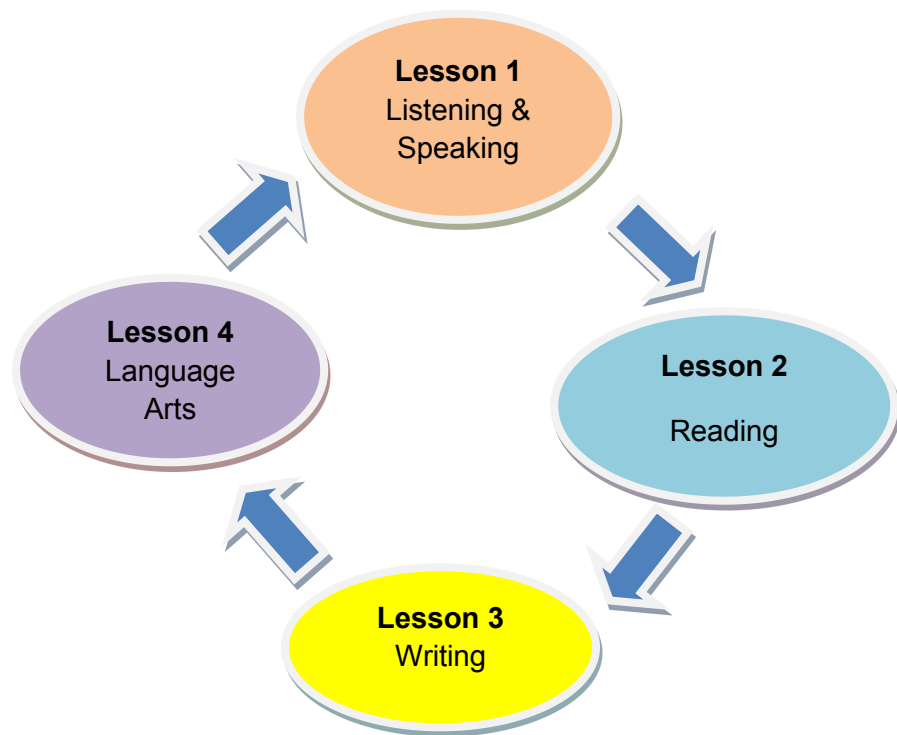 Lesson 1
Listening &
Speaking
Lesson 2
Reading
Lesson 3
Writing
Lesson 4
Language
Arts